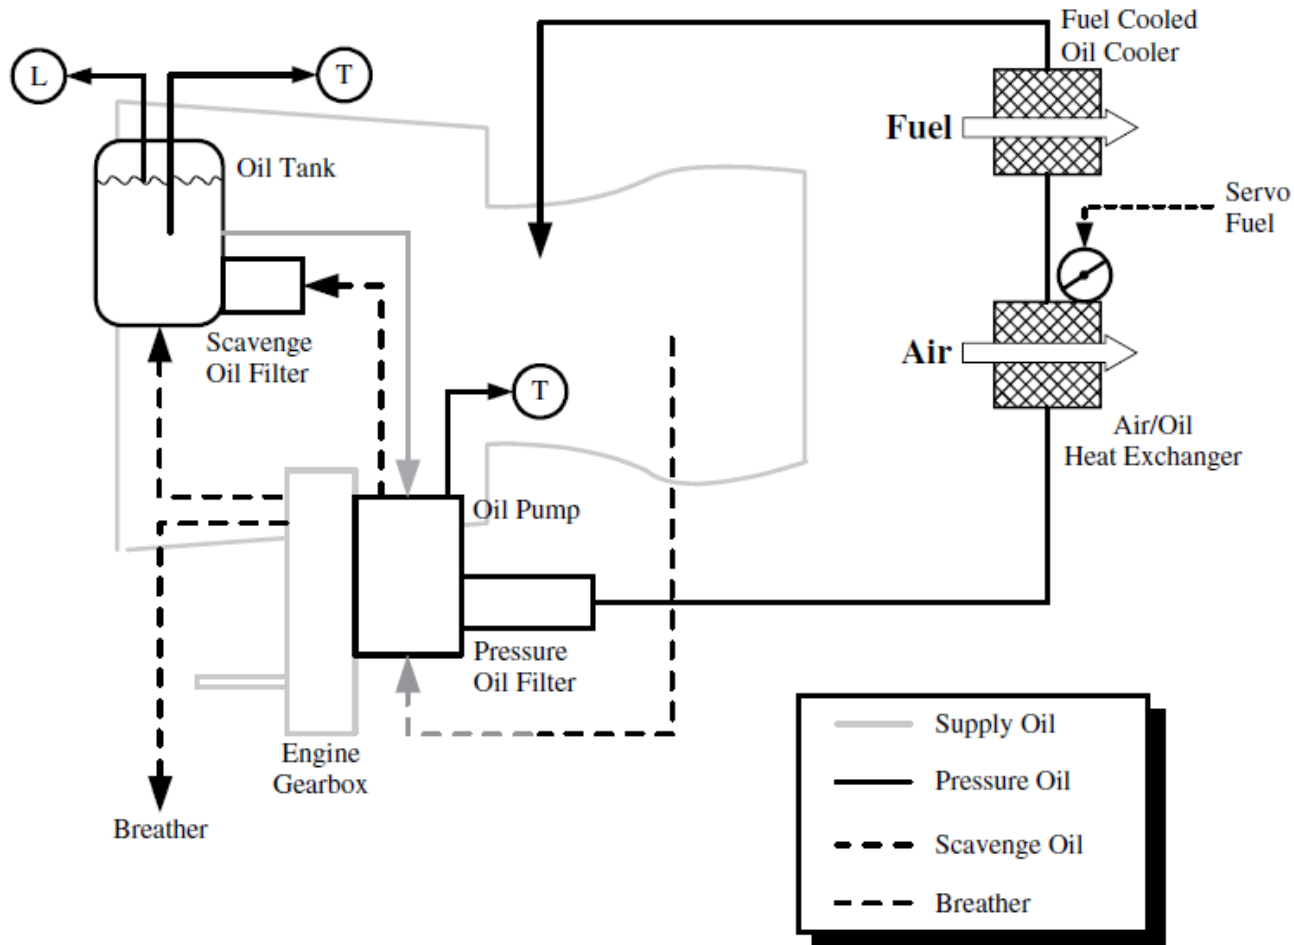 Fuel Cooled
Oil Cooler
L
T
Fuel
Oil Tank
Servo
Fuel
Scavenge
Oil Filter
Air
T
Air/Oil
Heat Exchanger
Oil Pump
Pressure
Oil Filter
Engine
Gearbox
Breather
Supply Oil
Pressure Oil
Scavenge Oil
Breather